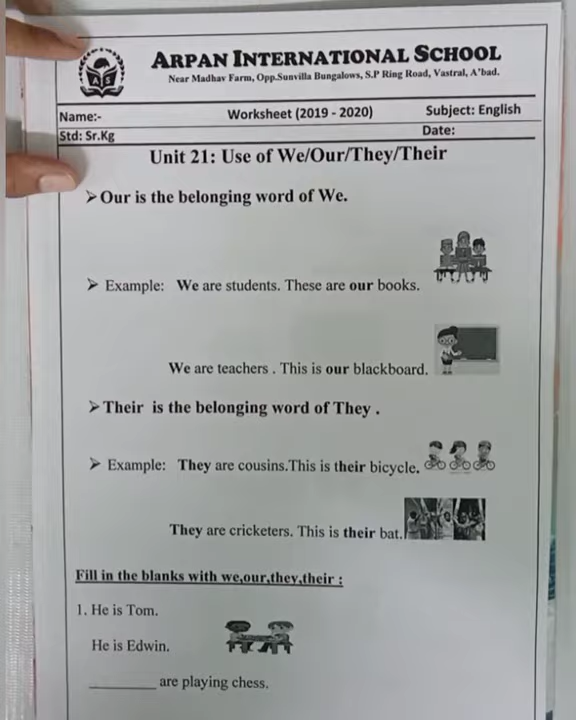 ARPAN INTERNATIONAL SCHOOL
Near Madhav Farm, Opp.Sunvilla Bungalows, S.P Ring Road, Vastral, A'bad.
Name:- Worksheet (2019 - 2020) Subject: English
Std: Sr.Kg Date:
Unit 21: Use of We/Our/They/Their
➢Our is the belonging word of We.
➢ Example: We are students. These are our books.
We are teachers . This is our blackboard.
➢Their is the belonging word of They .
➢ Example: They are cousins.This is their bicycle.
They are cricketers. This is their bat.
Fill in the blanks with we,our,they,their :
1. He is Tom.
He is Edwin.
________ are playing chess.